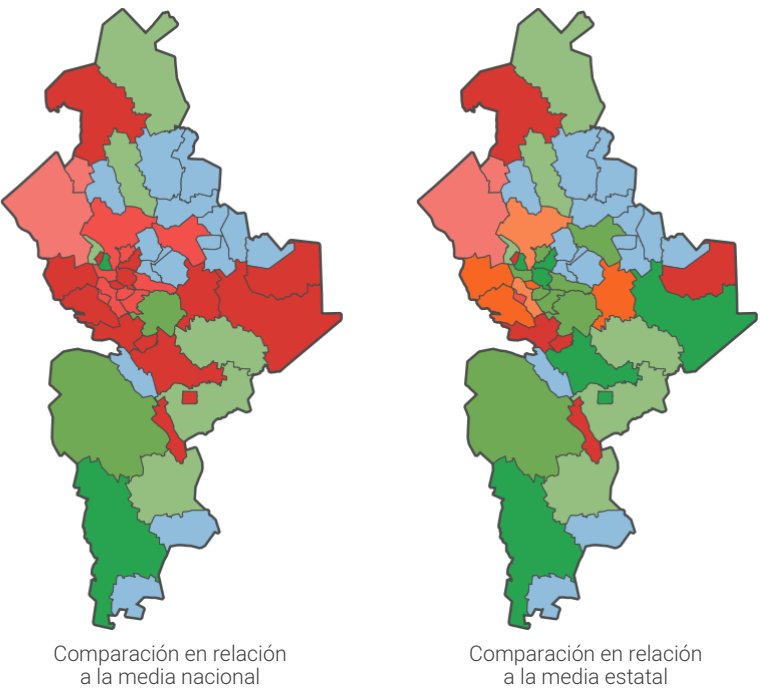 Comparación en relación
a la media nacional
Comparación en relación
a la media estatal